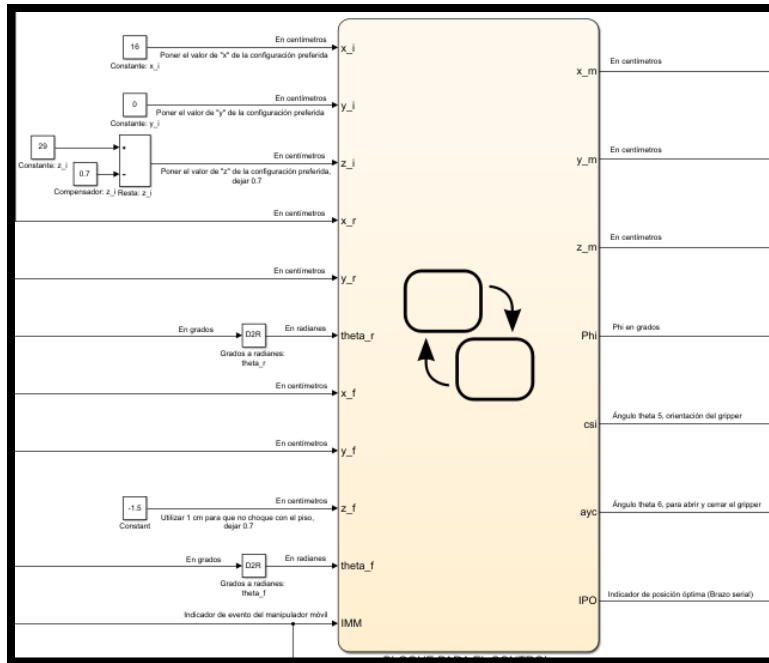 En centímetros
16
x_i
Poner el valor de "x" de la configuración preferida
Constante: x_i
En centímetros
0
y_i
Poner el valor de "y" de la configuración preferida
Constante: y_i
29
+
Constante: z_i
En centímetros
z_i
0.7
-
Poner el valor de "z" de la configuración preferida,
dejar 0.7
Compensador: z_i
Resta: z_i
En centímetros
x_r
En centímetros
y_r
En grados
D2R
En radianes
theta_r
Grados a radianes:
theta_r
En centímetros
x_f
En centímetros
y_f
En centímetros
-1.5
z_f
Utilizar 1 cm para que no choque con el piso,
dejar 0.7
Constant
En grados
D2R
En radianes
theta_f
Grados a radianes:
theta_f
Indicador de evento del manipulador móvil
IMM
x_m
En centímetros
y_m
En centímetros
z_m
En centímetros
Phi
Phi en grados
csi
Ángulo theta 5, orientación del gripper
ayc
Ángulo theta 6, para abrir y cerrar el gripper
IPO
Indicador de posición óptima (Brazo serial)